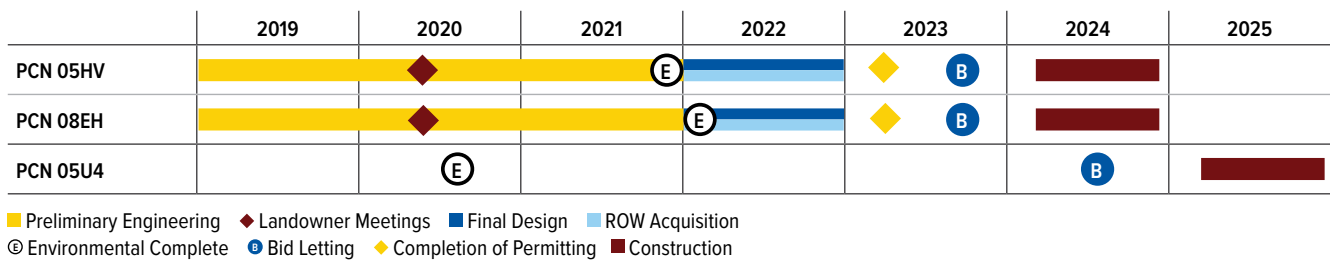 2019 2020 2021 2022 2023 2024 2025
PCN 05HV E B
PCN 08EH E B
PCN 05U4 E B
Preliminary Engineering Landowner Meetings Final Design ROW Acquisition
E Environmental Complete B Bid Letting Completion of Permitting Construction